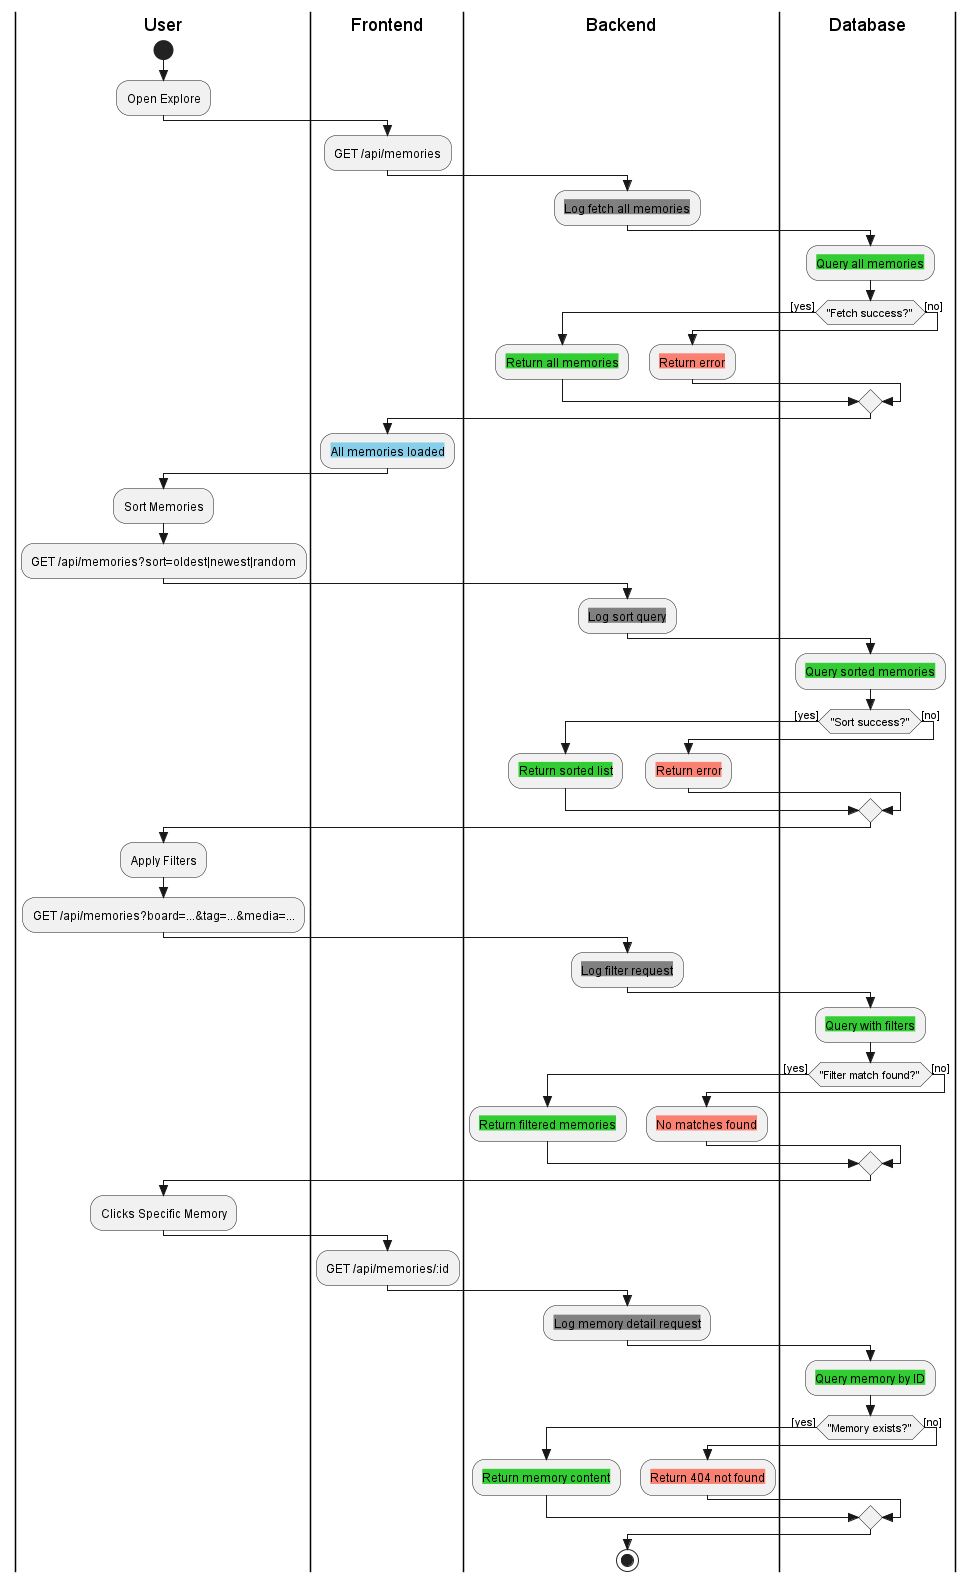 User
Frontend
Backend
Database
Open Explore
GET /api/memories
Log fetch all memories
Query all memories
[yes]
"Fetch success?"
[no]
Return all memories
Return error
All memories loaded
Sort Memories
GET /api/memories?sort=oldest|newest|random
Log sort query
Query sorted memories
[yes]
"Sort success?"
[no]
Return sorted list
Return error
Apply Filters
GET /api/memories?board=...&tag=...&media=...
Log filter request
Query with filters
[yes]
"Filter match found?"
[no]
Return filtered memories
No matches found
Clicks Specific Memory
GET /api/memories/:id
Log memory detail request
Query memory by ID
[yes]
"Memory exists?"
[no]
Return memory content
Return 404 not found